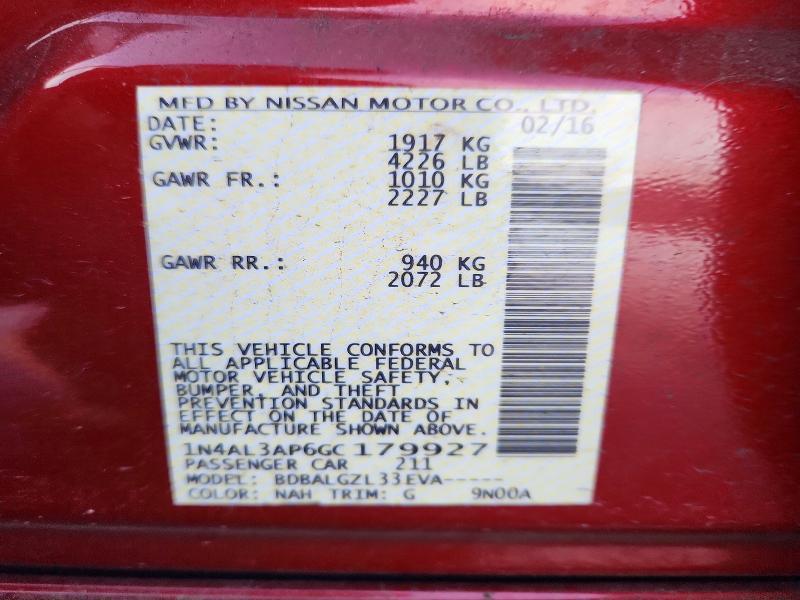 MFD BY NISSAN MOTOR CO., LTD.
DATE: 02/16
GVWR: 1917 KG
4226 LB
GAWR FR.: 1010 KG
2227 LB
GAWR RR.: 940 KG
2072 LB
THIS VEHICLE CONFORMS TO
ALL APPLICABLE FEDERAL
MOTOR VEHICLE SAFETY,
BUMPER, AND THEFT
PREVENTION STANDARDS IN
EFFECT ON THE DATE OF
MANUFACTURE SHOWN ABOVE.
1N4AL3AP6GC179927
PASSENGER CAR 211
MODEL: BDBALGZL33EVA-----
COLOR: NAH TRIM: G 9N00A